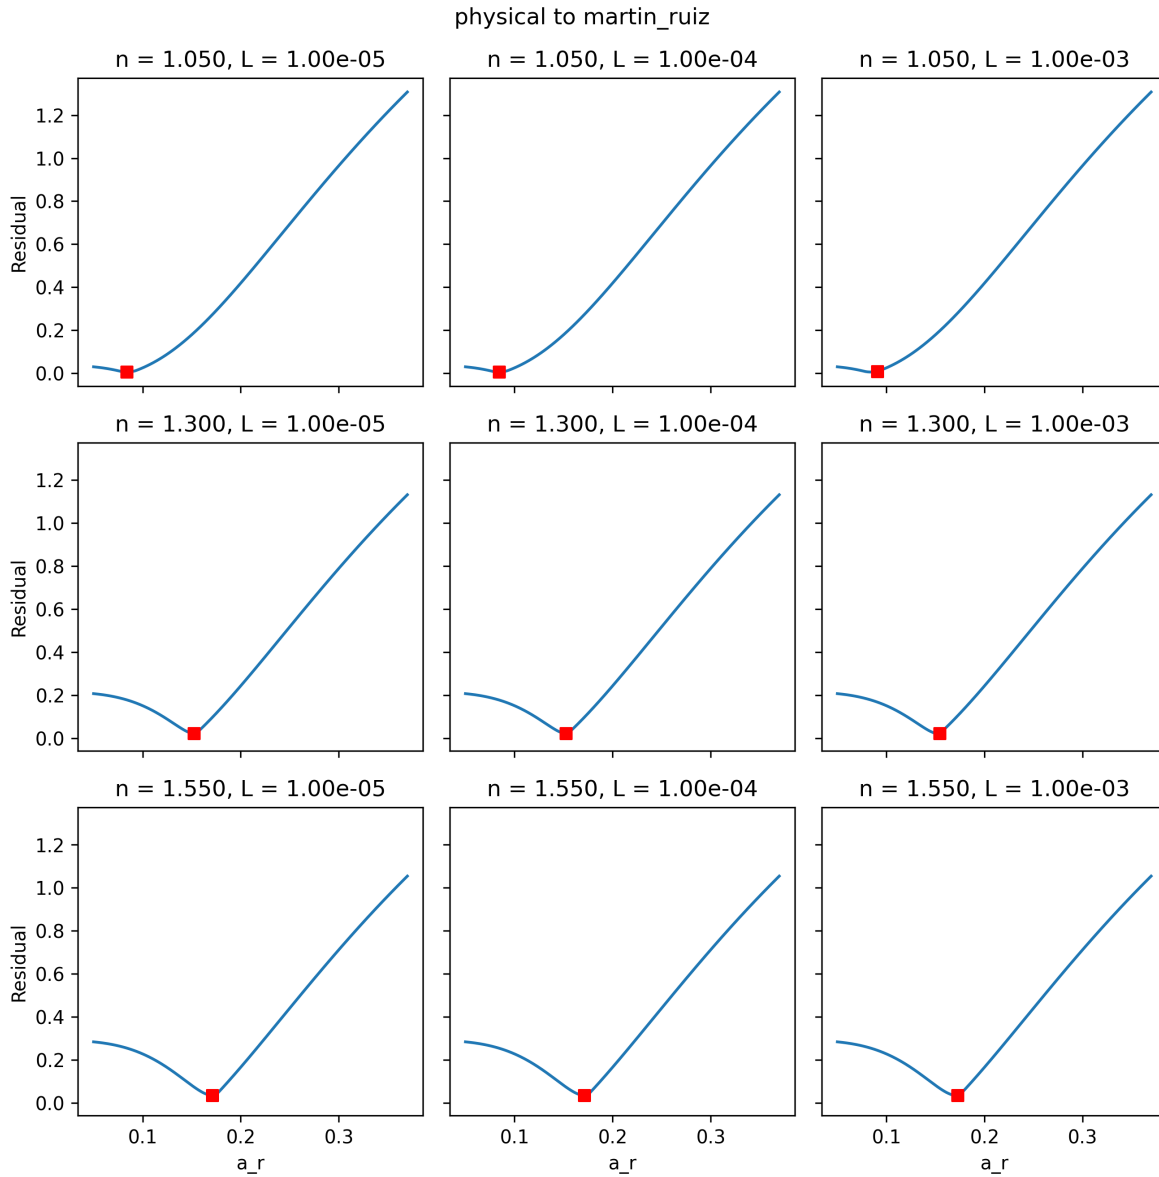 physical to martin_ruiz
n = 1.050, L = 1.00e-05
n = 1.050, L = 1.00e-04
n = 1.050, L = 1.00e-03
Residual
1.2
1.0
0.8
0.6
0.4
0.2
0.0
n = 1.300, L = 1.00e-05
n = 1.300, L = 1.00e-04
n = 1.300, L = 1.00e-03
Residual
1.2
1.0
0.8
0.6
0.4
0.2
0.0
n = 1.550, L = 1.00e-05
n = 1.550, L = 1.00e-04
n = 1.550, L = 1.00e-03
Residual
1.2
1.0
0.8
0.6
0.4
0.2
0.0
0.1 0.2 0.3
0.1 0.2 0.3
0.1 0.2 0.3
a_r
a_r
a_r